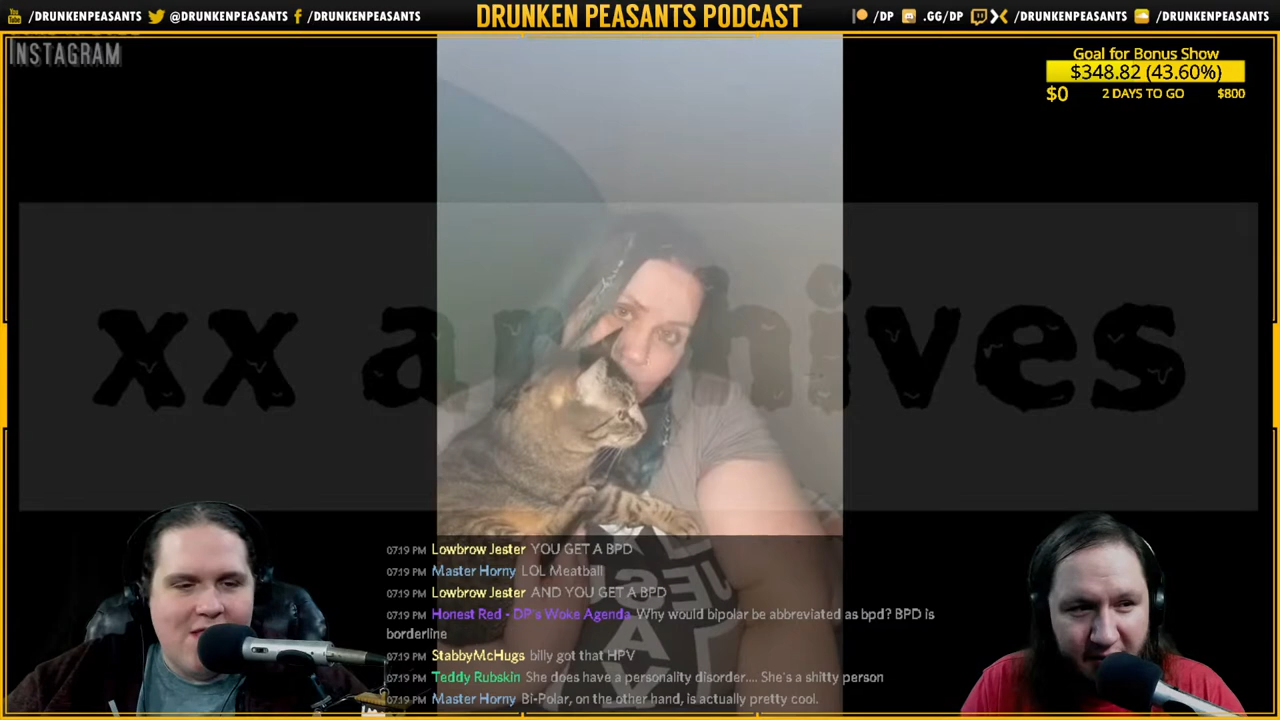 /DRUNKENPEASANTS @DRUNKENPEASANTS /DRUNKENPEASANTS DRUNKEN PEASANTS PODCAST /DP .GG/DP /DRUNKENPEASANTS /DRUNKENPEASANTS
INSTAGRAM
Goal for Bonus Show
$348.82 (43.60%)
$0 2 DAYS TO GO $800
xx archives
07:19 PM Lowbrow Jester YOU GET A BPD
07:19 PM Master Horny LOL Meatball
07:19 PM Lowbrow Jester AND YOU GET A BPD
07:19 PM Honest Red - DP's Woke Agenda Why would bipolar be abbreviated as bpd? BPD is
borderline
07:19 PM StabbyMcHugs billy got that HPV
07:19 PM Teddy Rubskin She does have a personality disorder.... She's a shitty person
07:19 PM Master Horny Bi-Polar, on the other hand, is actually pretty cool.